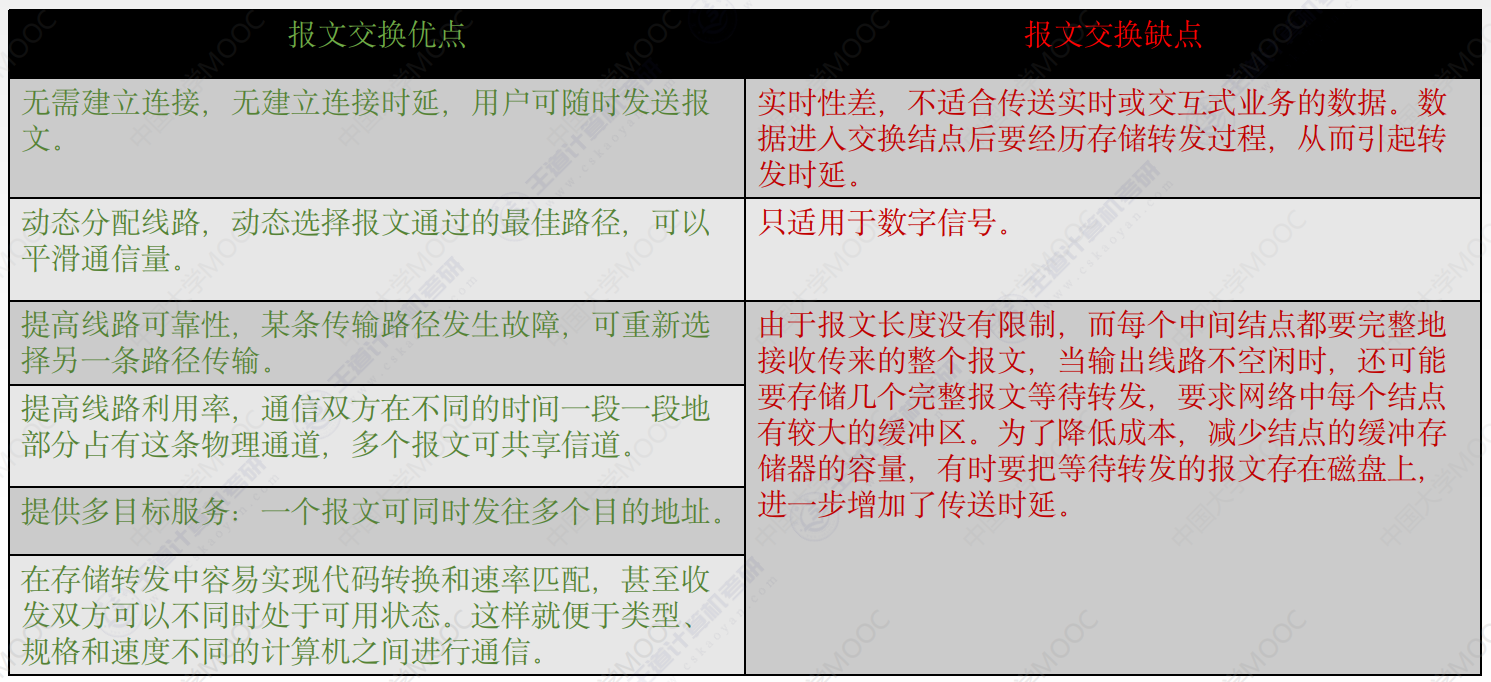 报文交换优点
报文交换缺点
无需建立连接，无建立连接时延，用户可随时发送报
文。
实时性差，不适合传送实时或交互式业务的数据。数
据进入交换结点后要经历存储转发过程，从而引起转
发时延。
动态分配线路，动态选择报文通过的最佳路径，可以
平滑通信量。
只适用于数字信号。
提高线路可靠性，某条传输路径发生故障，可重新选
择另一条路径传输。
提高线路利用率，通信双方在不同的时间一段一段地
部分占有这条物理通道，多个报文可共享信道。
提供多目标服务：一个报文可同时发往多个目的地址。
在存储转发中容易实现代码转换和速率匹配，甚至收
发双方可以不同时处于可用状态。这样就便于类型、
规格和速度不同的计算机之间进行通信。
由于报文长度没有限制，而每个中间结点都要完整地
接收传来的整个报文，当输出线路不空闲时，还可能
要存储几个完整报文等待转发，要求网络中每个结点
有较大的缓冲区。为了降低成本，减少结点的缓冲存
储器的容量，有时要把等待转发的报文存在磁盘上，
进一步增加了传送时延。
中国大学MOOC
王道计算机考研
www.cskaoyan.com